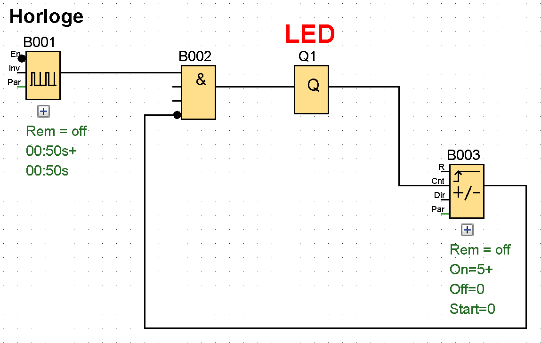 Horloge
B001
En
Inv
Par
Rem = off
00:50s+
00:50s
B002
&
LED
Q1
Q
B003
R
Cnt
Dir
Par
+/-
Rem = off
On=5+
Off=0
Start=0